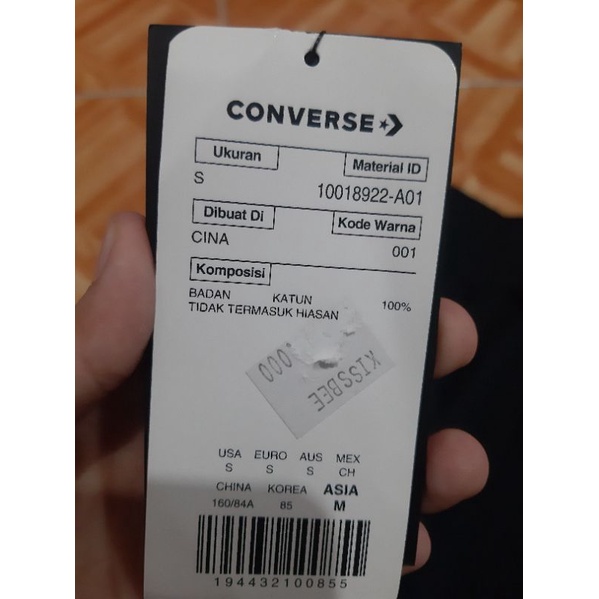 CONVERSE
Ukuran Material ID
S 10018922-A01
Dibuat Di Kode Warna
CINA 001
Komposisi
BADAN KATUN 100%
TIDAK TERMASUK HIASAN
.000
KISSBEE
USA EURO AUS MEX
S S S CH
CHINA KOREA ASIA
160/84A 85 M
194432100855